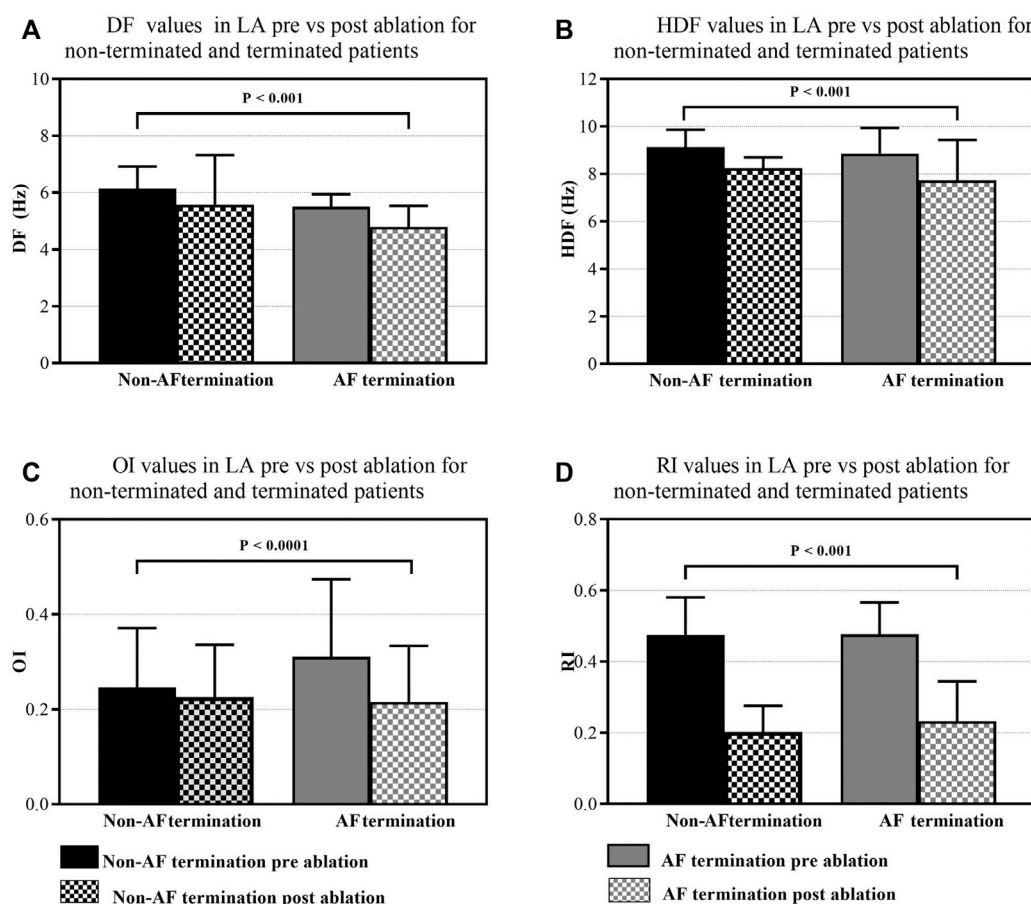 A
DF values in LA pre vs post ablation for
non-terminated and terminated patients
10
8
6
4
2
0
DF (Hz)
P < 0.001
Non-AFtermination
AF termination
B
HDF values in LA pre vs post ablation for
non-terminated and terminated patients
12
10
8
6
4
2
0
HDF (Hz)
P < 0.001
Non-AF termination
AF termination
C
OI values in LA pre vs post ablation for
non-terminated and terminated patients
0.6
0.4
0.2
0.0
OI
P < 0.0001
Non-AFtermination
AF termination
D
RI values in LA pre vs post ablation for
non-terminated and terminated patients
0.8
0.6
0.4
0.2
0.0
RI
P < 0.001
Non-AFtermination
AF termination
Non-AF termination pre ablation
Non-AF termination post ablation
AF termination pre ablation
AF termination post ablation